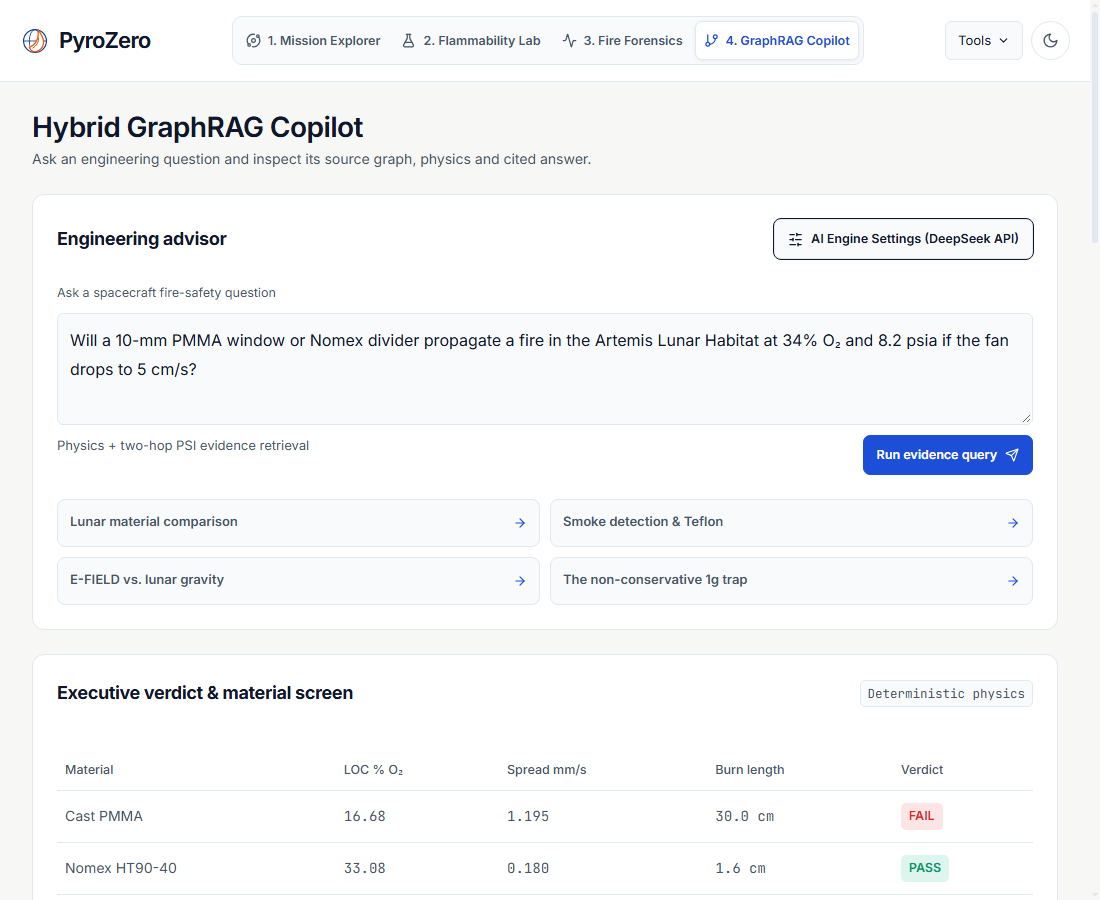 PyroZero
1. Mission Explorer
2. Flammability Lab
3. Fire Forensics
4. GraphRAG Copilot
Tools
Hybrid GraphRAG Copilot
Ask an engineering question and inspect its source graph, physics and cited answer.
Engineering advisor
AI Engine Settings (DeepSeek API)
Ask a spacecraft fire-safety question
Will a 10-mm PMMA window or Nomex divider propagate a fire in the Artemis Lunar Habitat at 34% O₂ and 8.2 psia if the fan
drops to 5 cm/s?
Physics + two-hop PSI evidence retrieval
Run evidence query
Lunar material comparison
Smoke detection & Teflon
E-FIELD vs. lunar gravity
The non-conservative 1g trap
Executive verdict & material screen
Deterministic physics
Material LOC % O₂ Spread mm/s Burn length Verdict
Cast PMMA 16.68 1.195 30.0 cm FAIL
Nomex HT90-40 33.08 0.180 1.6 cm PASS